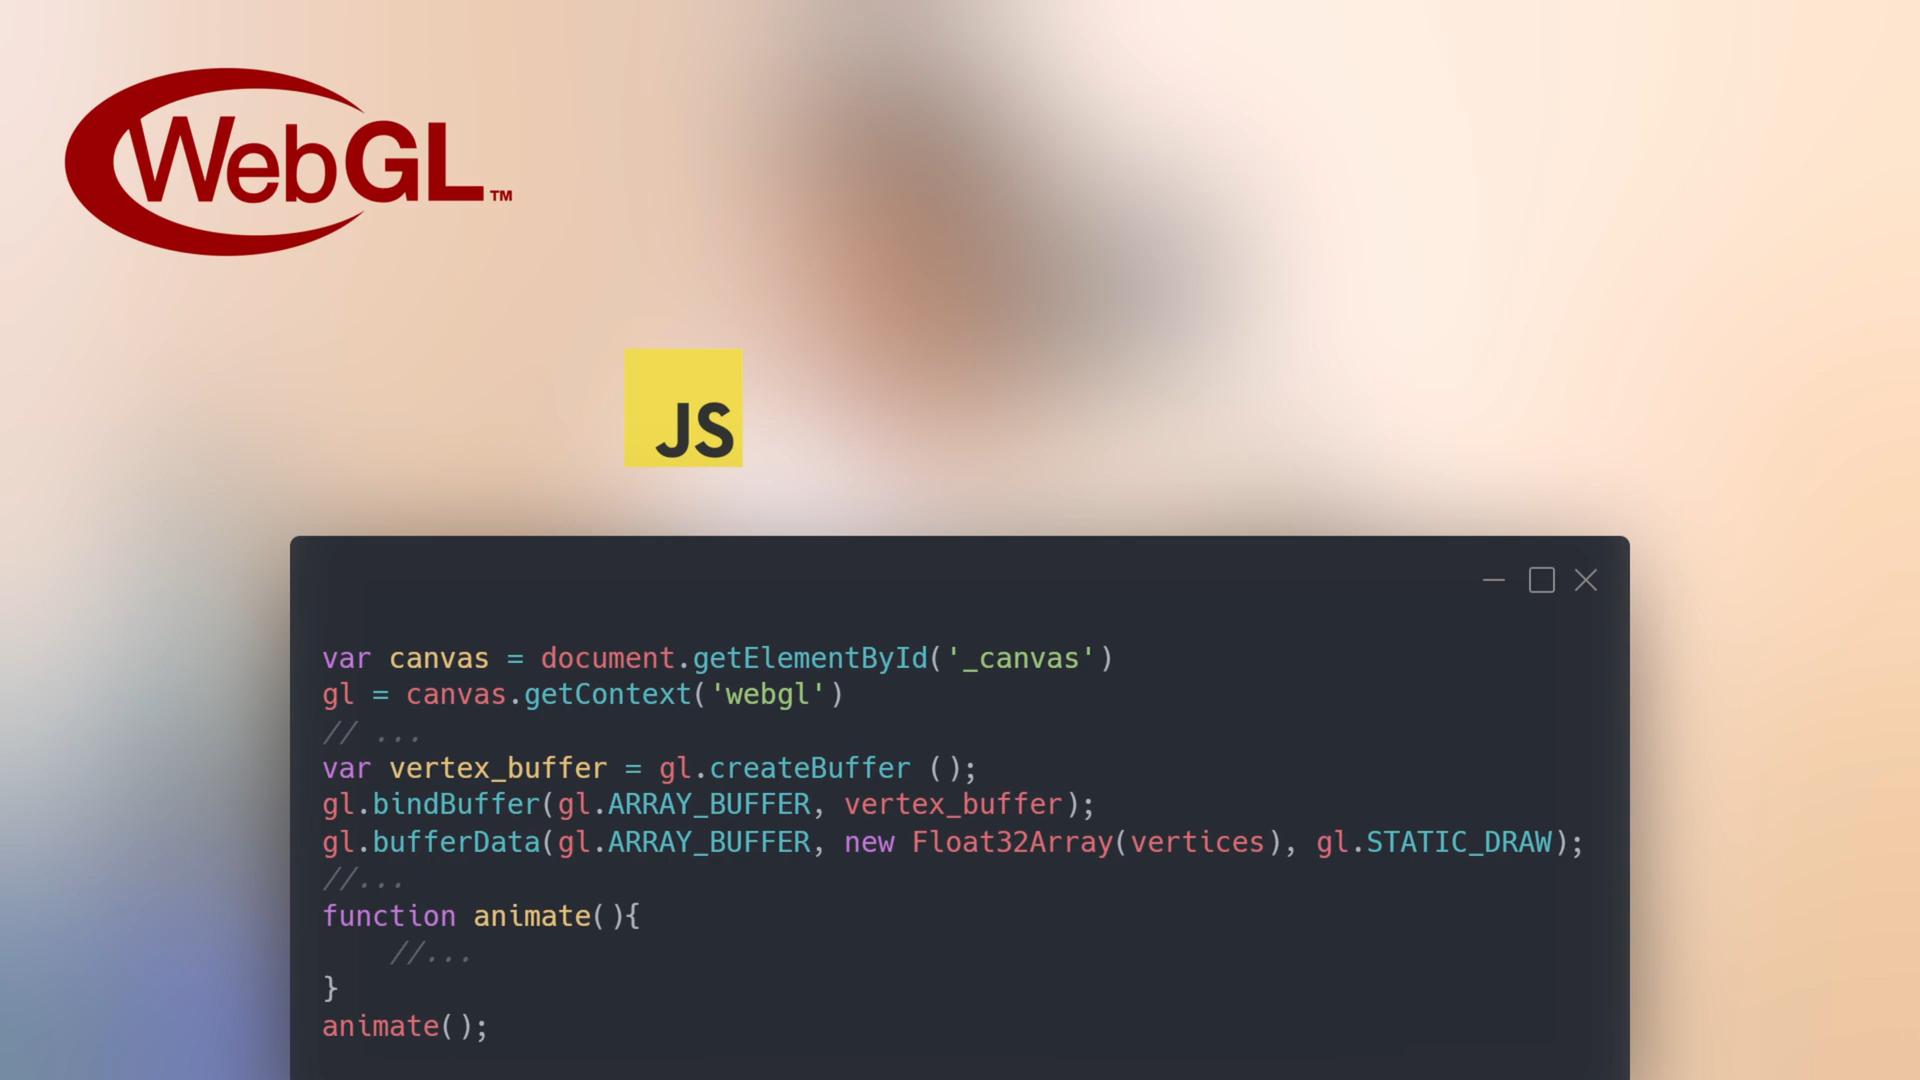 WebGL™
JS
var canvas = document.getElementById('_canvas')
gl = canvas.getContext('webgl')
// ...
var vertex_buffer = gl.createBuffer ();
gl.bindBuffer(gl.ARRAY_BUFFER, vertex_buffer);
gl.bufferData(gl.ARRAY_BUFFER, new Float32Array(vertices), gl.STATIC_DRAW);
//...
function animate(){
    //...
}
animate();